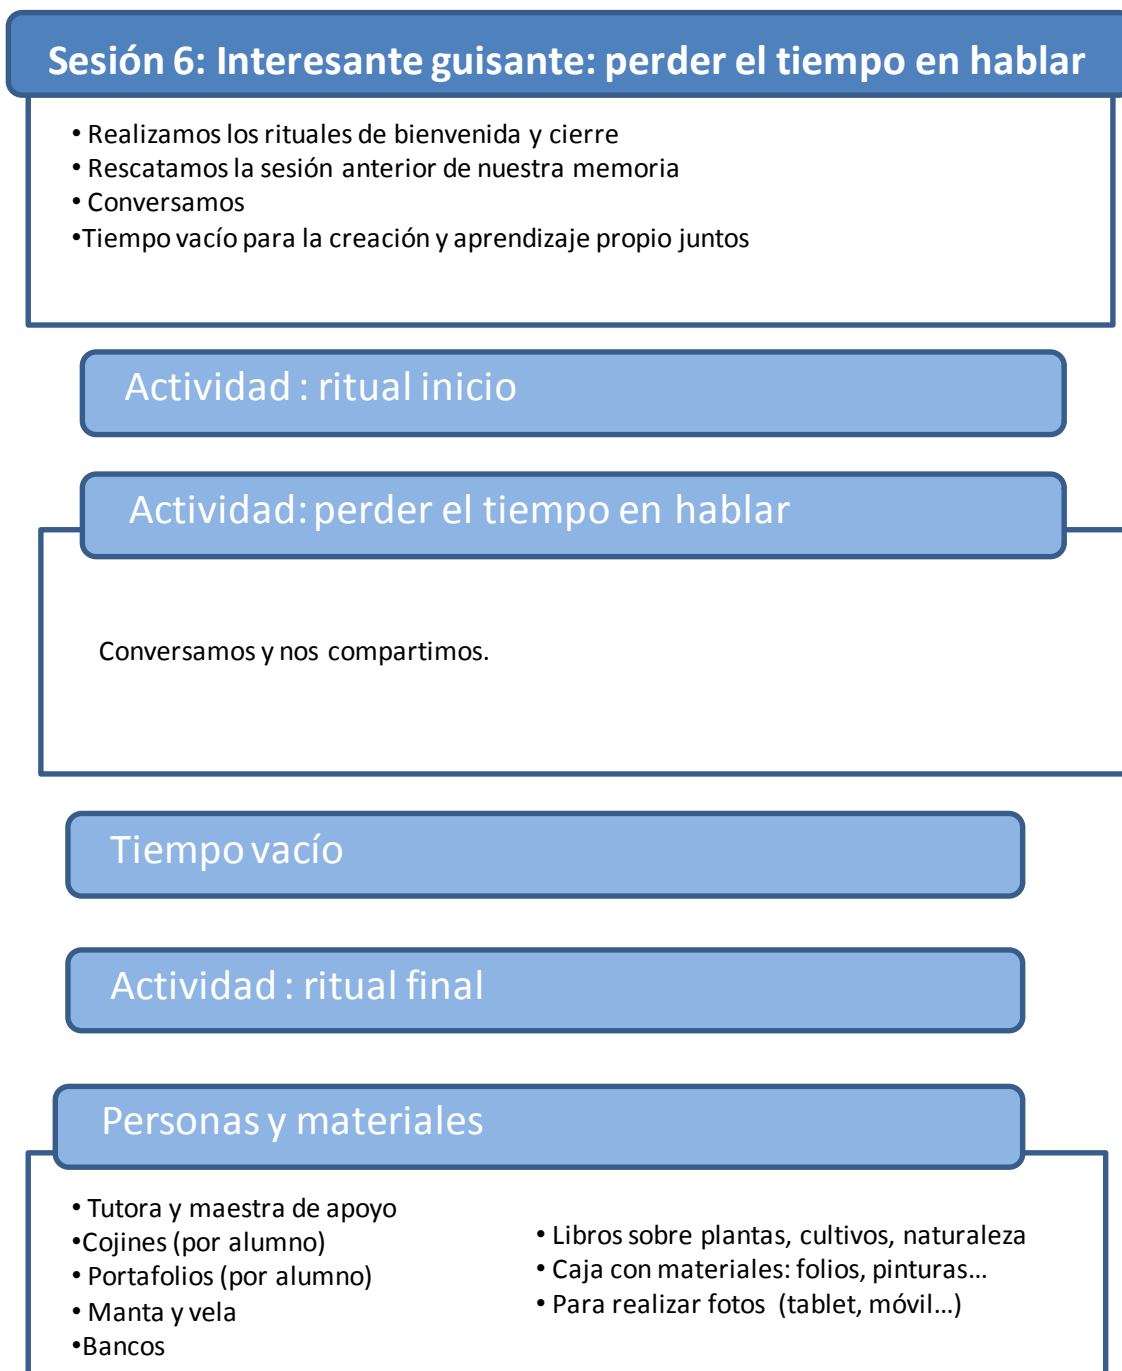 Sesión 6: Interesante guisante: perder el tiempo en hablar
• Realizamos los rituales de bienvenida y cierre
• Rescatamos la sesión anterior de nuestra memoria
• Conversamos
•Tiempo vacío para la creación y aprendizaje propio juntos
Actividad : ritual inicio
Actividad: perder el tiempo en hablar
Conversamos y nos compartimos.
Tiempo vacío
Actividad : ritual final
Personas y materiales
• Tutora y maestra de apoyo
•Cojines (por alumno)
• Portafolios (por alumno)
• Manta y vela
•Bancos
• Libros sobre plantas, cultivos, naturaleza
• Caja con materiales: folios, pinturas...
• Para realizar fotos (tablet, móvil...)